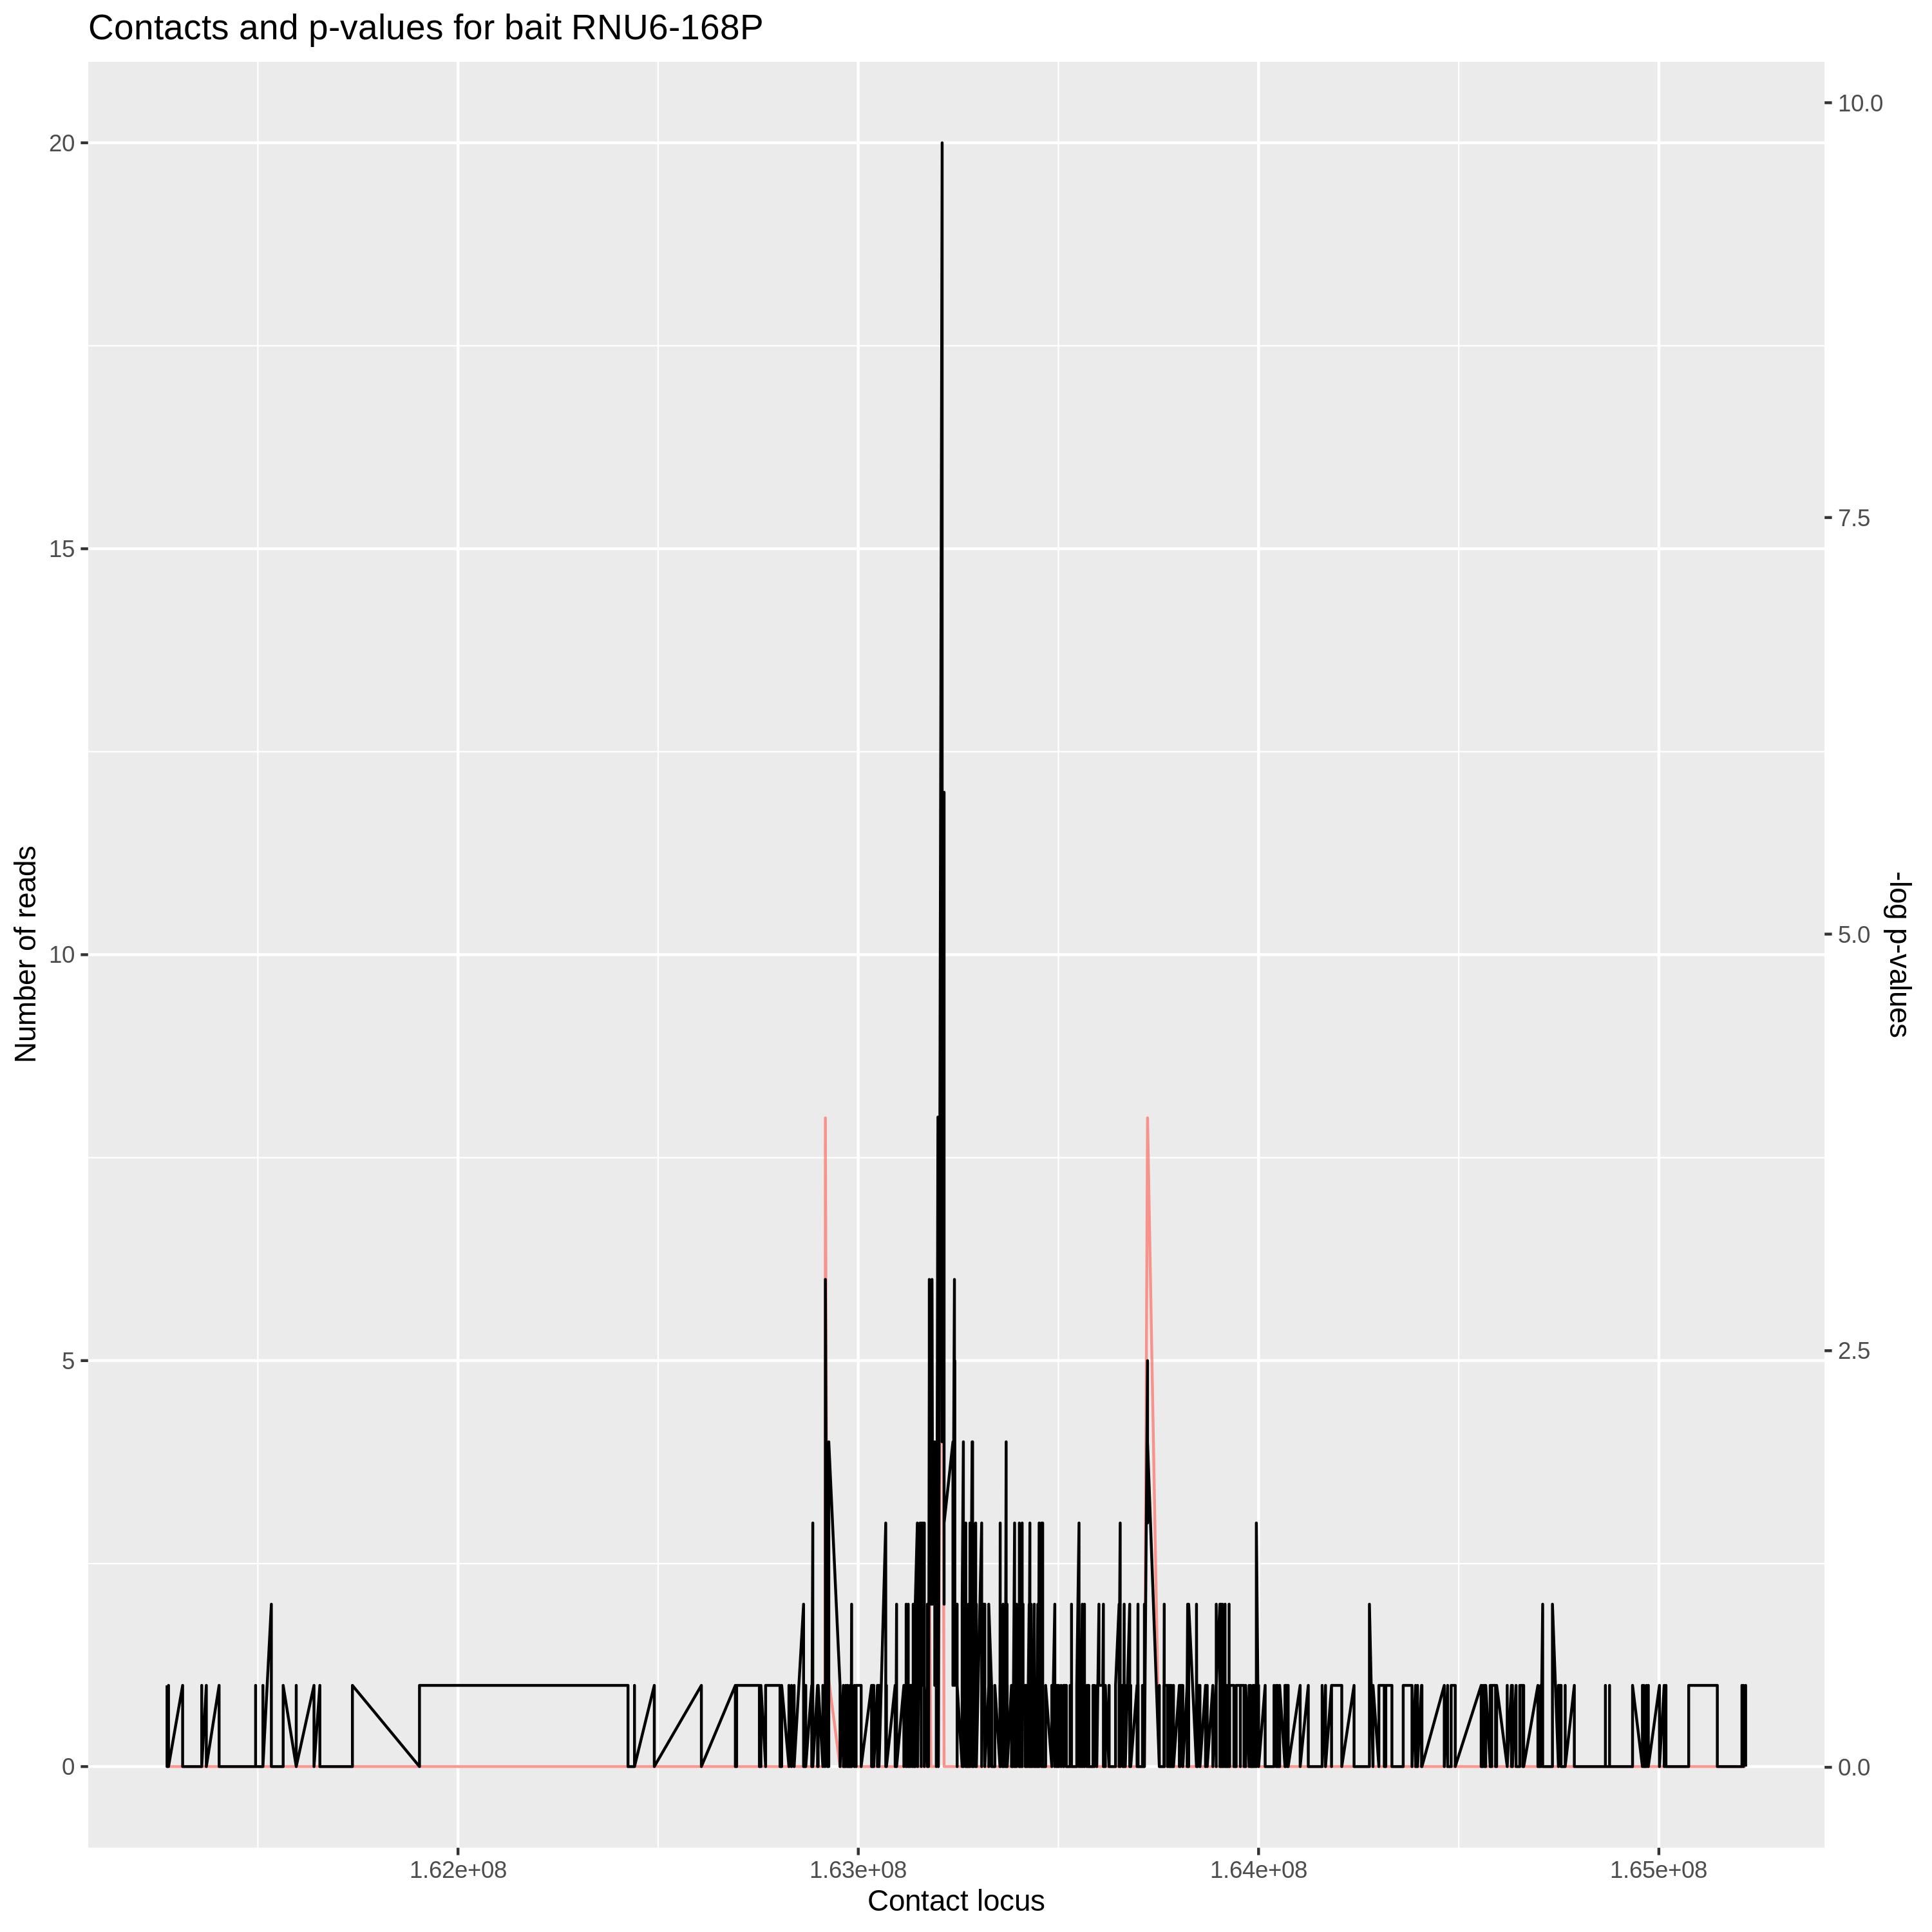 Contacts and p-values for bait RNU6-168P
Number of reads
20
15
10
5
0
10.0
7.5
5.0
2.5
0.0
-log p-values
1.62e+08
1.63e+08
1.64e+08
1.65e+08
Contact locus